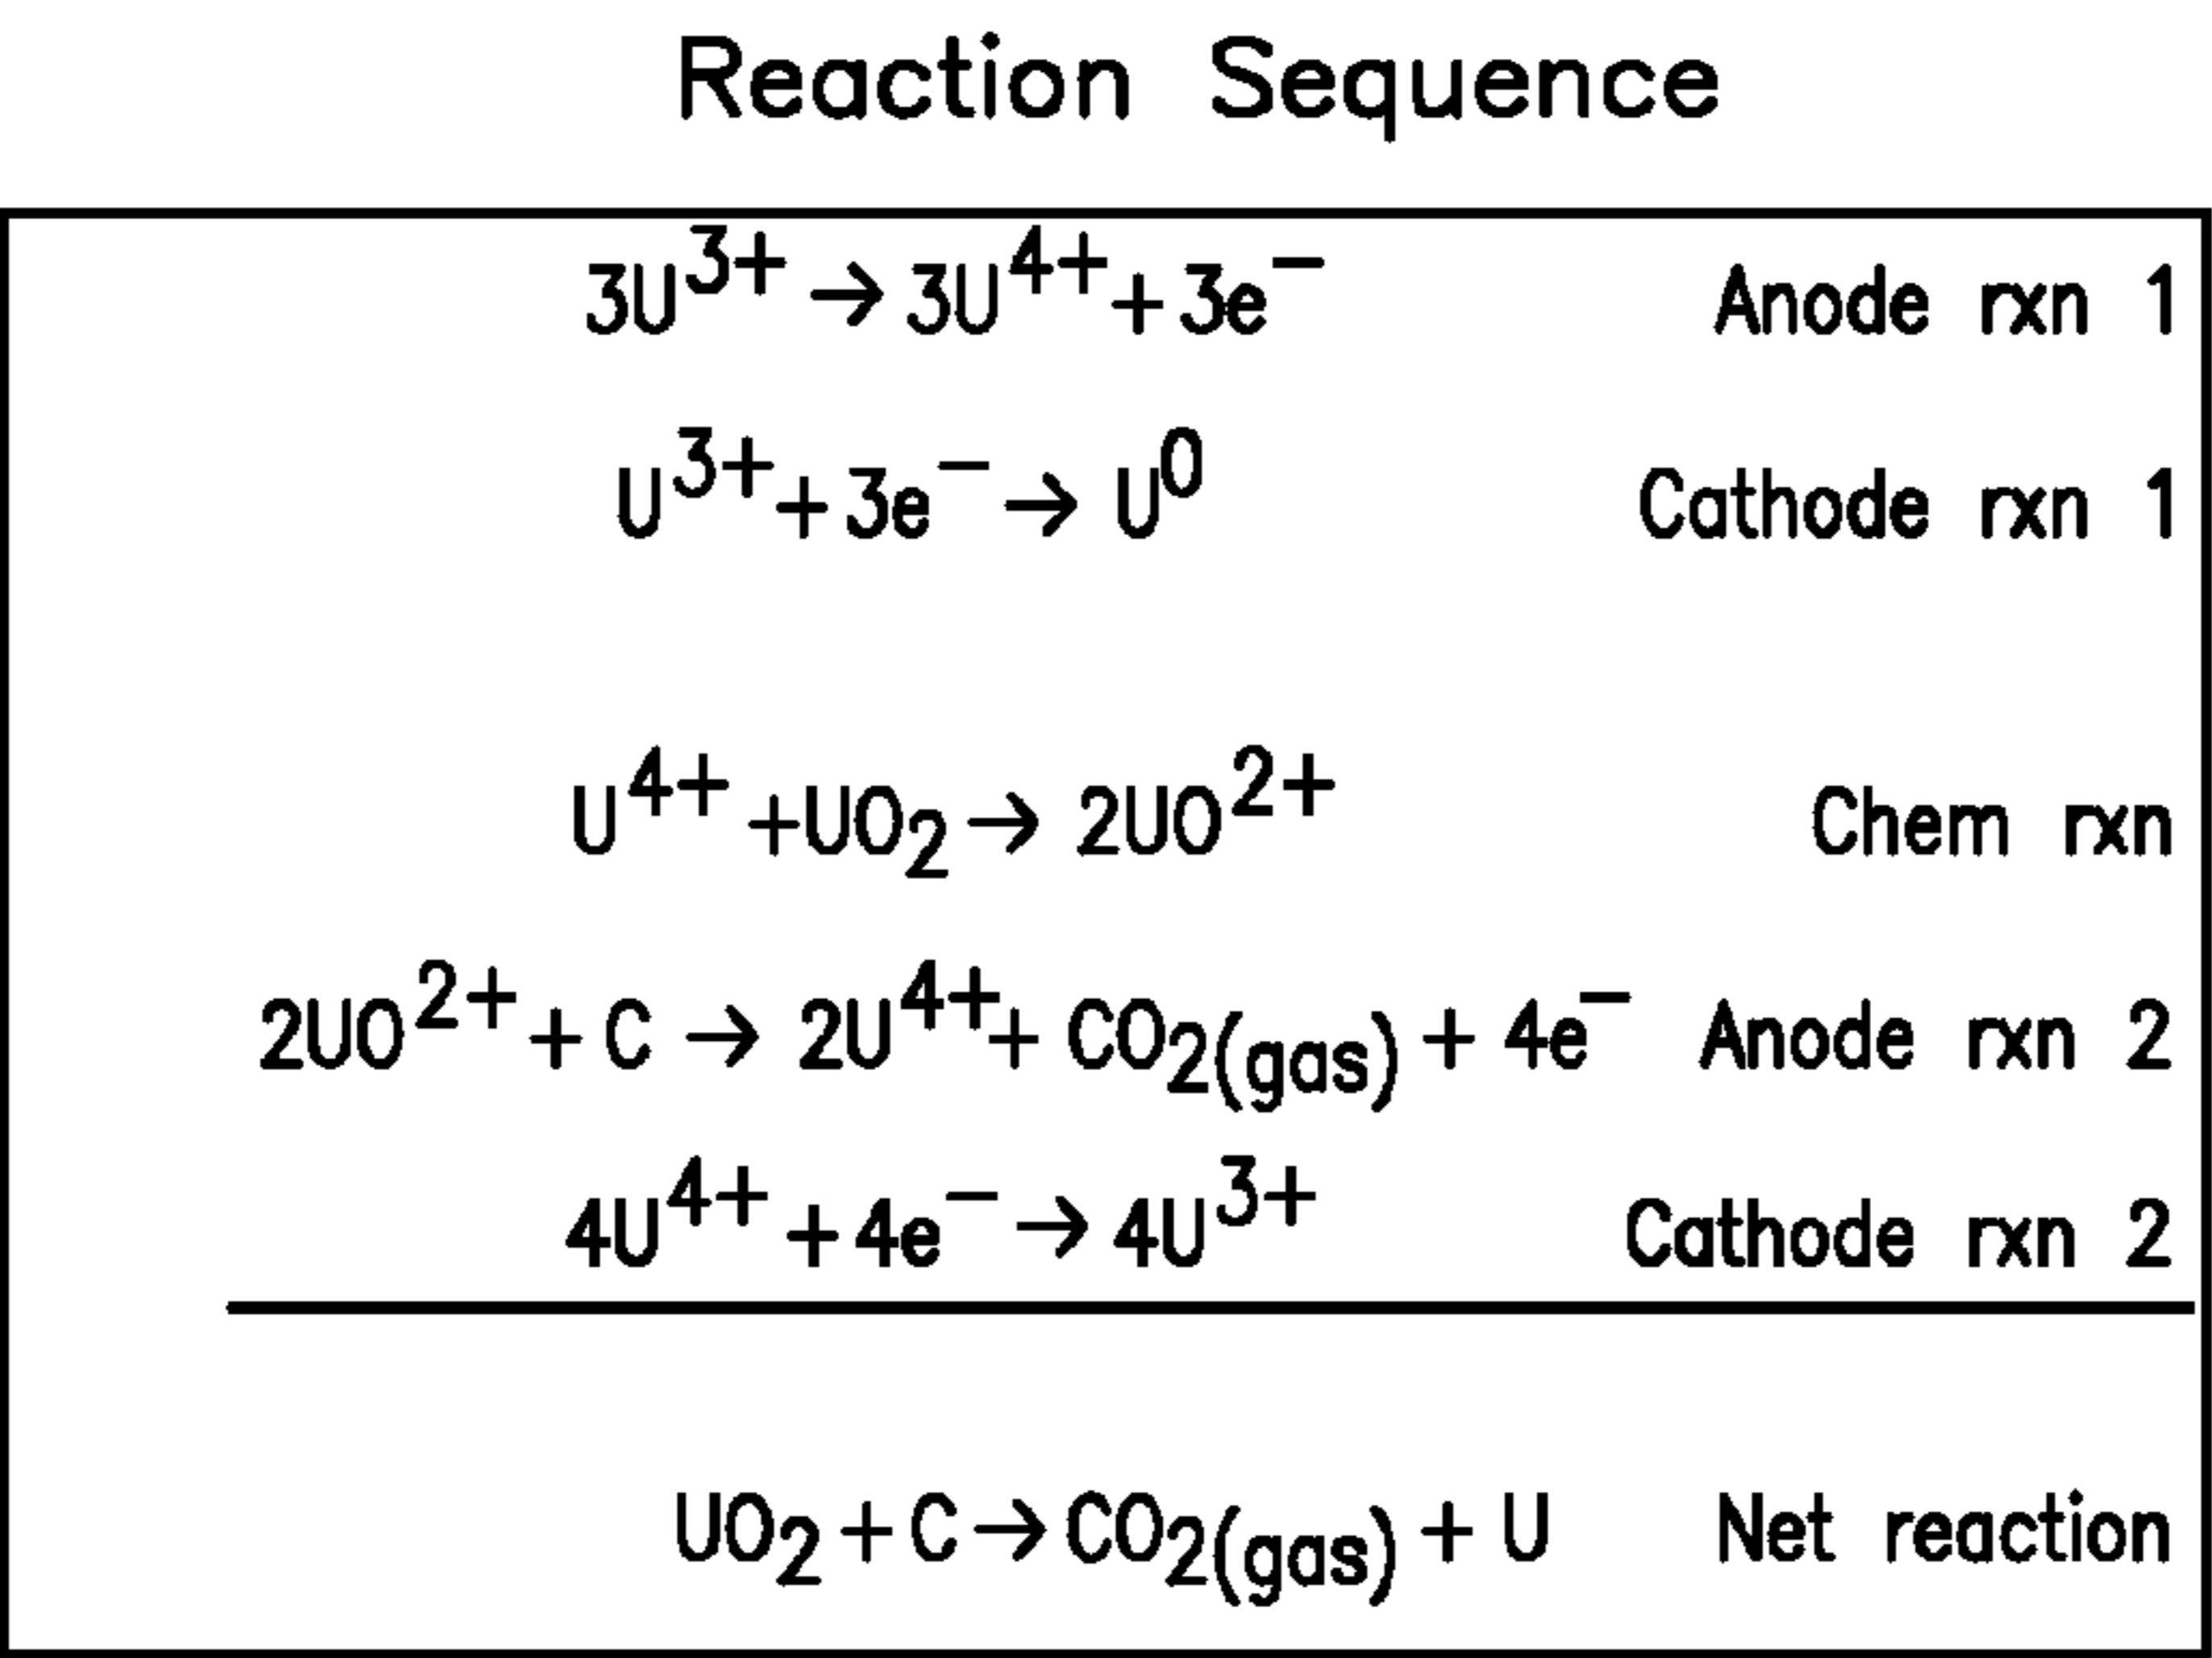 Reaction Sequence
3U³⁺ → 3U⁴⁺ + 3e⁻ Anode rxn 1
U³⁺ + 3e⁻ → U⁰ Cathode rxn 1
U⁴⁺ + UO₂ → 2UO²⁺ Chem rxn
2UO²⁺ + C → 2U⁴⁺ + CO₂₍gas₎ + 4e⁻ Anode rxn 2
4U⁴⁺ + 4e⁻ → 4U³⁺ Cathode rxn 2
UO₂ + C → CO₂₍gas₎ + U Net reaction